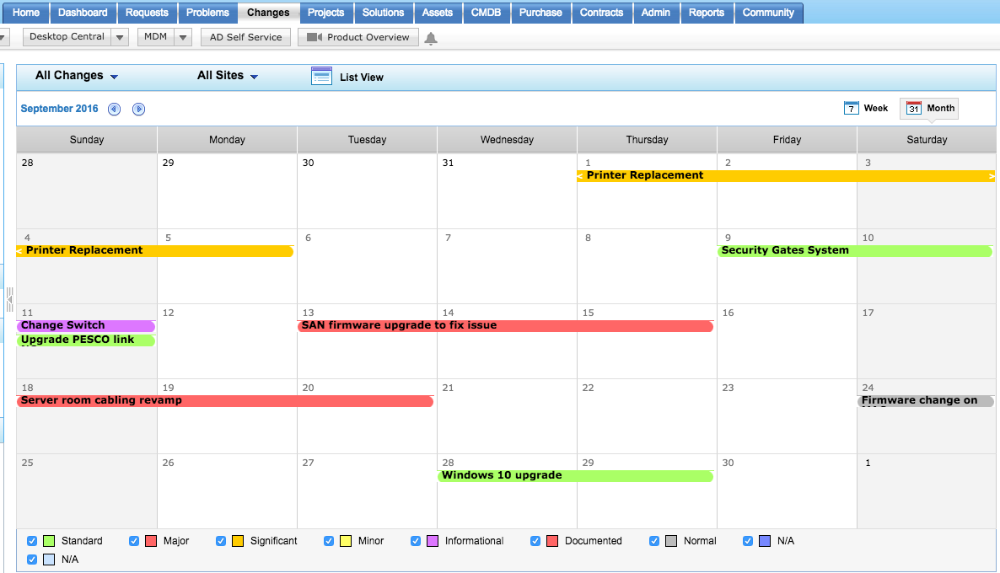 Home Dashboard Requests Problems Changes Projects Solutions Assets CMDB Purchase Contracts Admin Reports Community
Desktop Central MDM AD Self Service Product Overview
All Changes All Sites List View
September 2016 7 Week 31 Month
Sunday Monday Tuesday Wednesday Thursday Friday Saturday
28 29 30 31 1 2 3
< Printer Replacement >
4 5 6 7 8 9 10
< Printer Replacement Security Gates System
11 12 13 14 15 16 17
Change Switch SAN firmware upgrade to fix issue
Upgrade PESCO link
18 19 20 21 22 23 24
Server room cabling revamp Firmware change on
25 26 27 28 29 30 1
Windows 10 upgrade
Standard Major Significant Minor Informational Documented Normal N/A
N/A